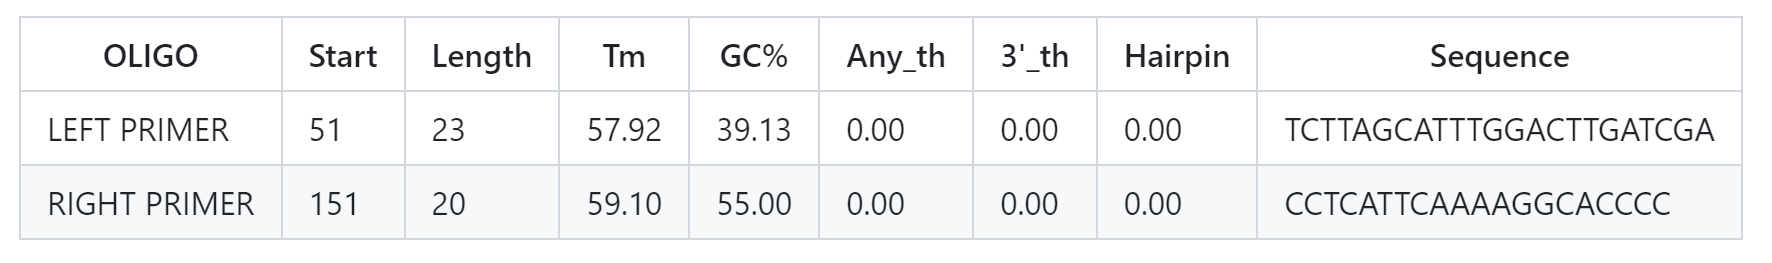 OLIGO Start Length Tm GC% Any_th 3'_th Hairpin Sequence
LEFT PRIMER 51 23 57.92 39.13 0.00 0.00 0.00 TCTTAGCATTTGGACTTGATCGA
RIGHT PRIMER 151 20 59.10 55.00 0.00 0.00 0.00 CCTCATTCAAAAGGCACCCC